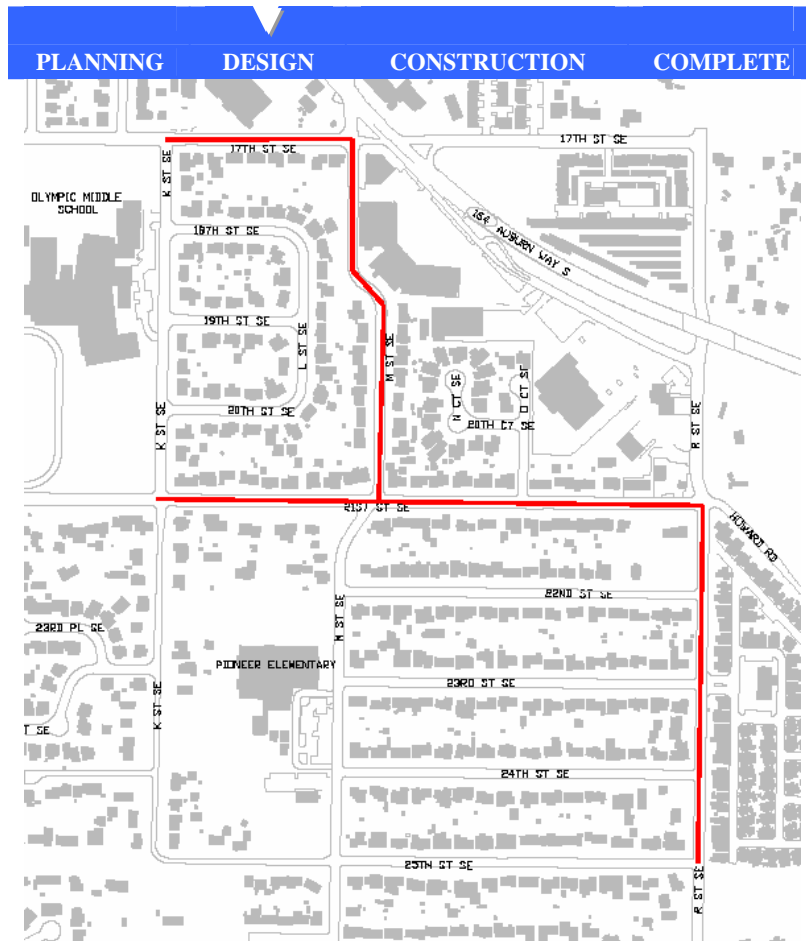 PLANNING DESIGN CONSTRUCTION COMPLETE
17TH ST SE
17TH ST SE
K ST SE
OLYMPIC MIDDLE
SCHOOL
164
AUBURN WAY S
19TH ST SE
L ST SE
M ST SE
N CT SE
O CT SE
20TH ST SE
20TH CT SE
K ST SE
R ST SE
21ST ST SE
HOWARD RD
22ND ST SE
M ST SE
23RD PL SE
PIONEER ELEMENTARY
23RD ST SE
K ST SE
T SE
24TH ST SE
25TH ST SE
R ST SE